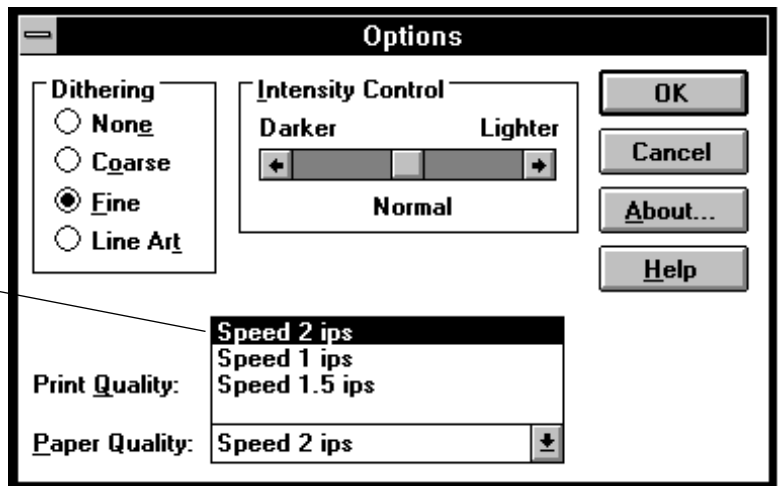 Options
Dithering
None
Coarse
Fine
Line Art
Intensity Control
Darker Lighter
Normal
OK
Cancel
About...
Help
Speed 2 ips
Speed 1 ips
Print Quality: Speed 1.5 ips
Paper Quality: Speed 2 ips